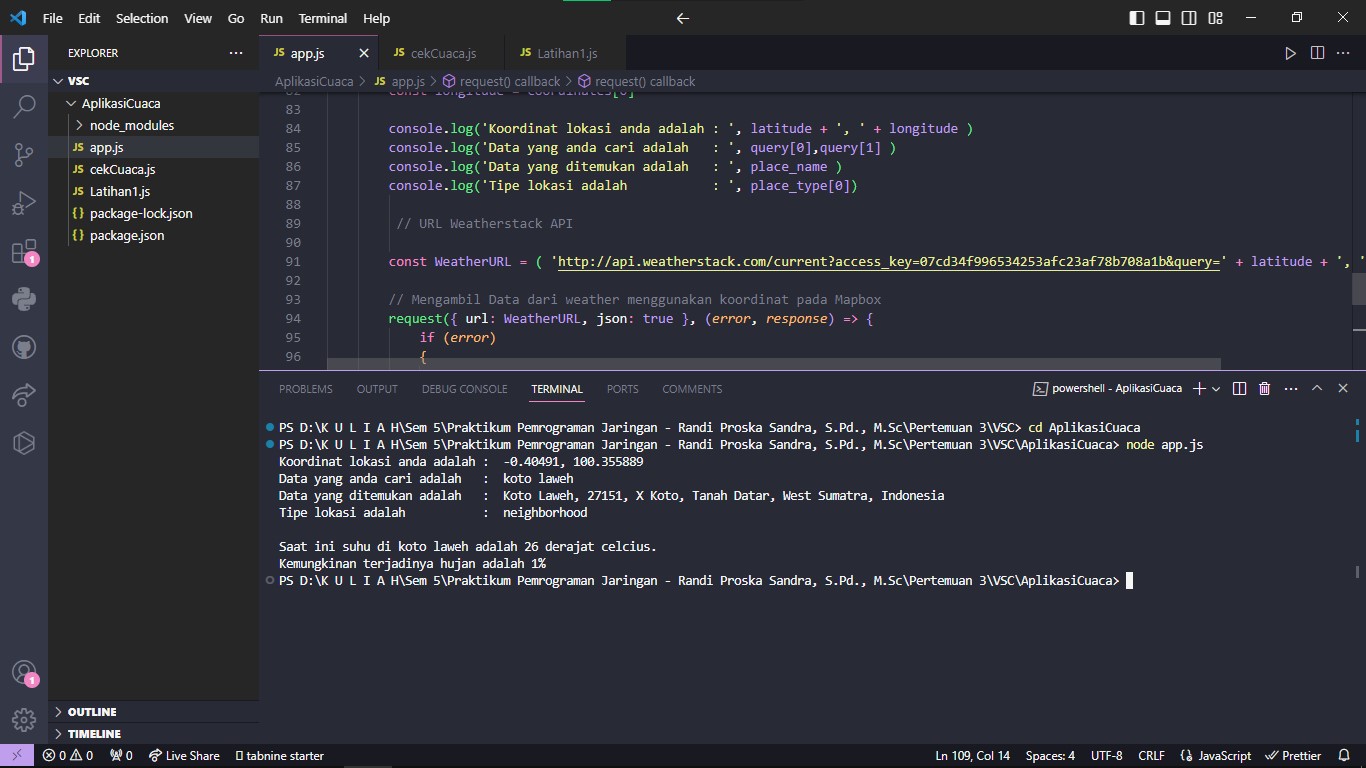 File Edit Selection View Go Run Terminal Help
EXPLORER
JS app.js
JS cekCuaca.js
JS Latihan1.js
VSC
AplikasiCuaca > JS app.js > request() callback > request() callback
AplikasiCuaca
node_modules
JS app.js
JS cekCuaca.js
JS Latihan1.js
{} package-lock.json
{} package.json
83
84 console.log('Koordinat lokasi anda adalah : ', latitude + ', ' + longitude )
85 console.log('Data yang anda cari adalah   : ', query[0],query[1] )
86 console.log('Data yang ditemukan adalah   : ', place_name )
87 console.log('Tipe lokasi adalah           : ', place_type[0])
88
89 // URL Weatherstack API
90
91 const WeatherURL = ( 'http://api.weatherstack.com/current?access_key=07cd34f996534253afc23af78b708a1b&query=' + latitude + ', '
92
93 // Mengambil Data dari weather menggunakan koordinat pada Mapbox
94 request({ url: WeatherURL, json: true }, (error, response) => {
95 if (error)
96 {
PROBLEMS OUTPUT DEBUG CONSOLE TERMINAL PORTS COMMENTS
powershell - AplikasiCuaca
PS D:\K U L I A H\Sem 5\Praktikum Pemrograman Jaringan - Randi Proska Sandra, S.Pd., M.Sc\Pertemuan 3\VSC> cd AplikasiCuaca
PS D:\K U L I A H\Sem 5\Praktikum Pemrograman Jaringan - Randi Proska Sandra, S.Pd., M.Sc\Pertemuan 3\VSC\AplikasiCuaca> node app.js
Koordinat lokasi anda adalah :  -0.40491, 100.355889
Data yang anda cari adalah   :  koto laweh
Data yang ditemukan adalah   :  Koto Laweh, 27151, X Koto, Tanah Datar, West Sumatra, Indonesia
Tipe lokasi adalah           :  neighborhood
Saat ini suhu di koto laweh adalah 26 derajat celcius.
Kemungkinan terjadinya hujan adalah 1%
PS D:\K U L I A H\Sem 5\Praktikum Pemrograman Jaringan - Randi Proska Sandra, S.Pd., M.Sc\Pertemuan 3\VSC\AplikasiCuaca>
1
1
OUTLINE
TIMELINE
0 0 0 Live Share tabnine starter
Ln 109, Col 14 Spaces: 4 UTF-8 CRLF {} JavaScript Prettier